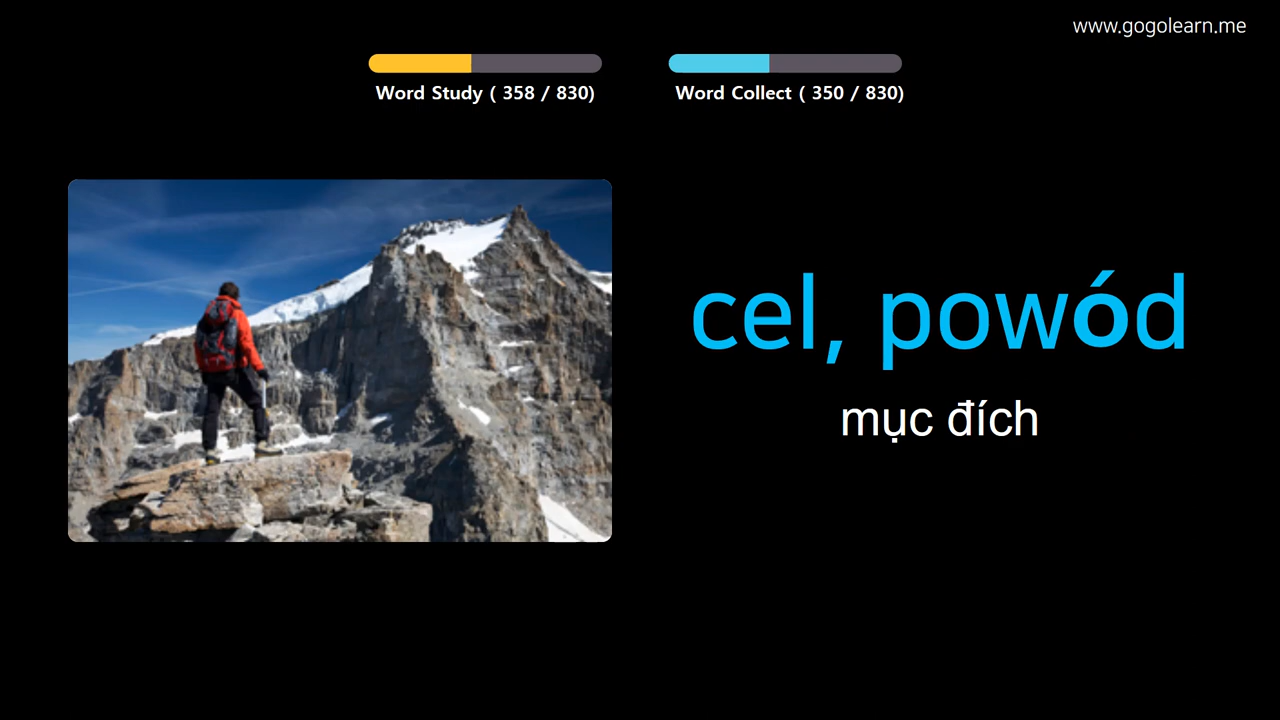 www.gogolearn.me
Word Study ( 358 / 830)
Word Collect ( 350 / 830)
cel, powód
mục đích